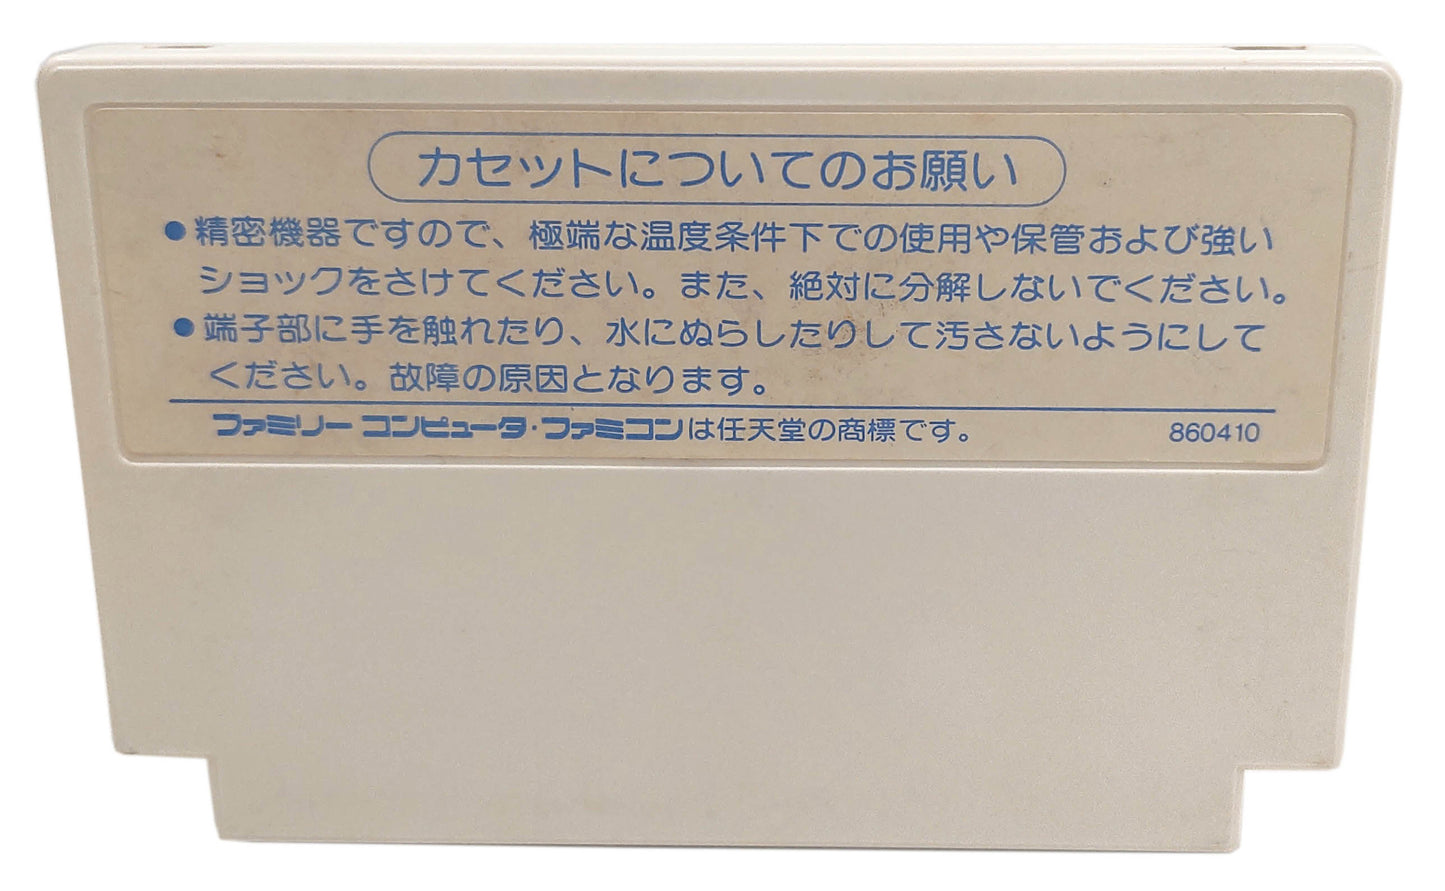 カセットについてのお願い
●精密機器ですので、極端な温度条件下での使用や保管および強い
ショックをさけてください。また、絶対に分解しないでください。
●端子部に手を触れたり、水にぬらしたりして汚さないようにして
ください。故障の原因となります。
ファミリー コンピュータ・ファミコンは任天堂の商標です。 860410